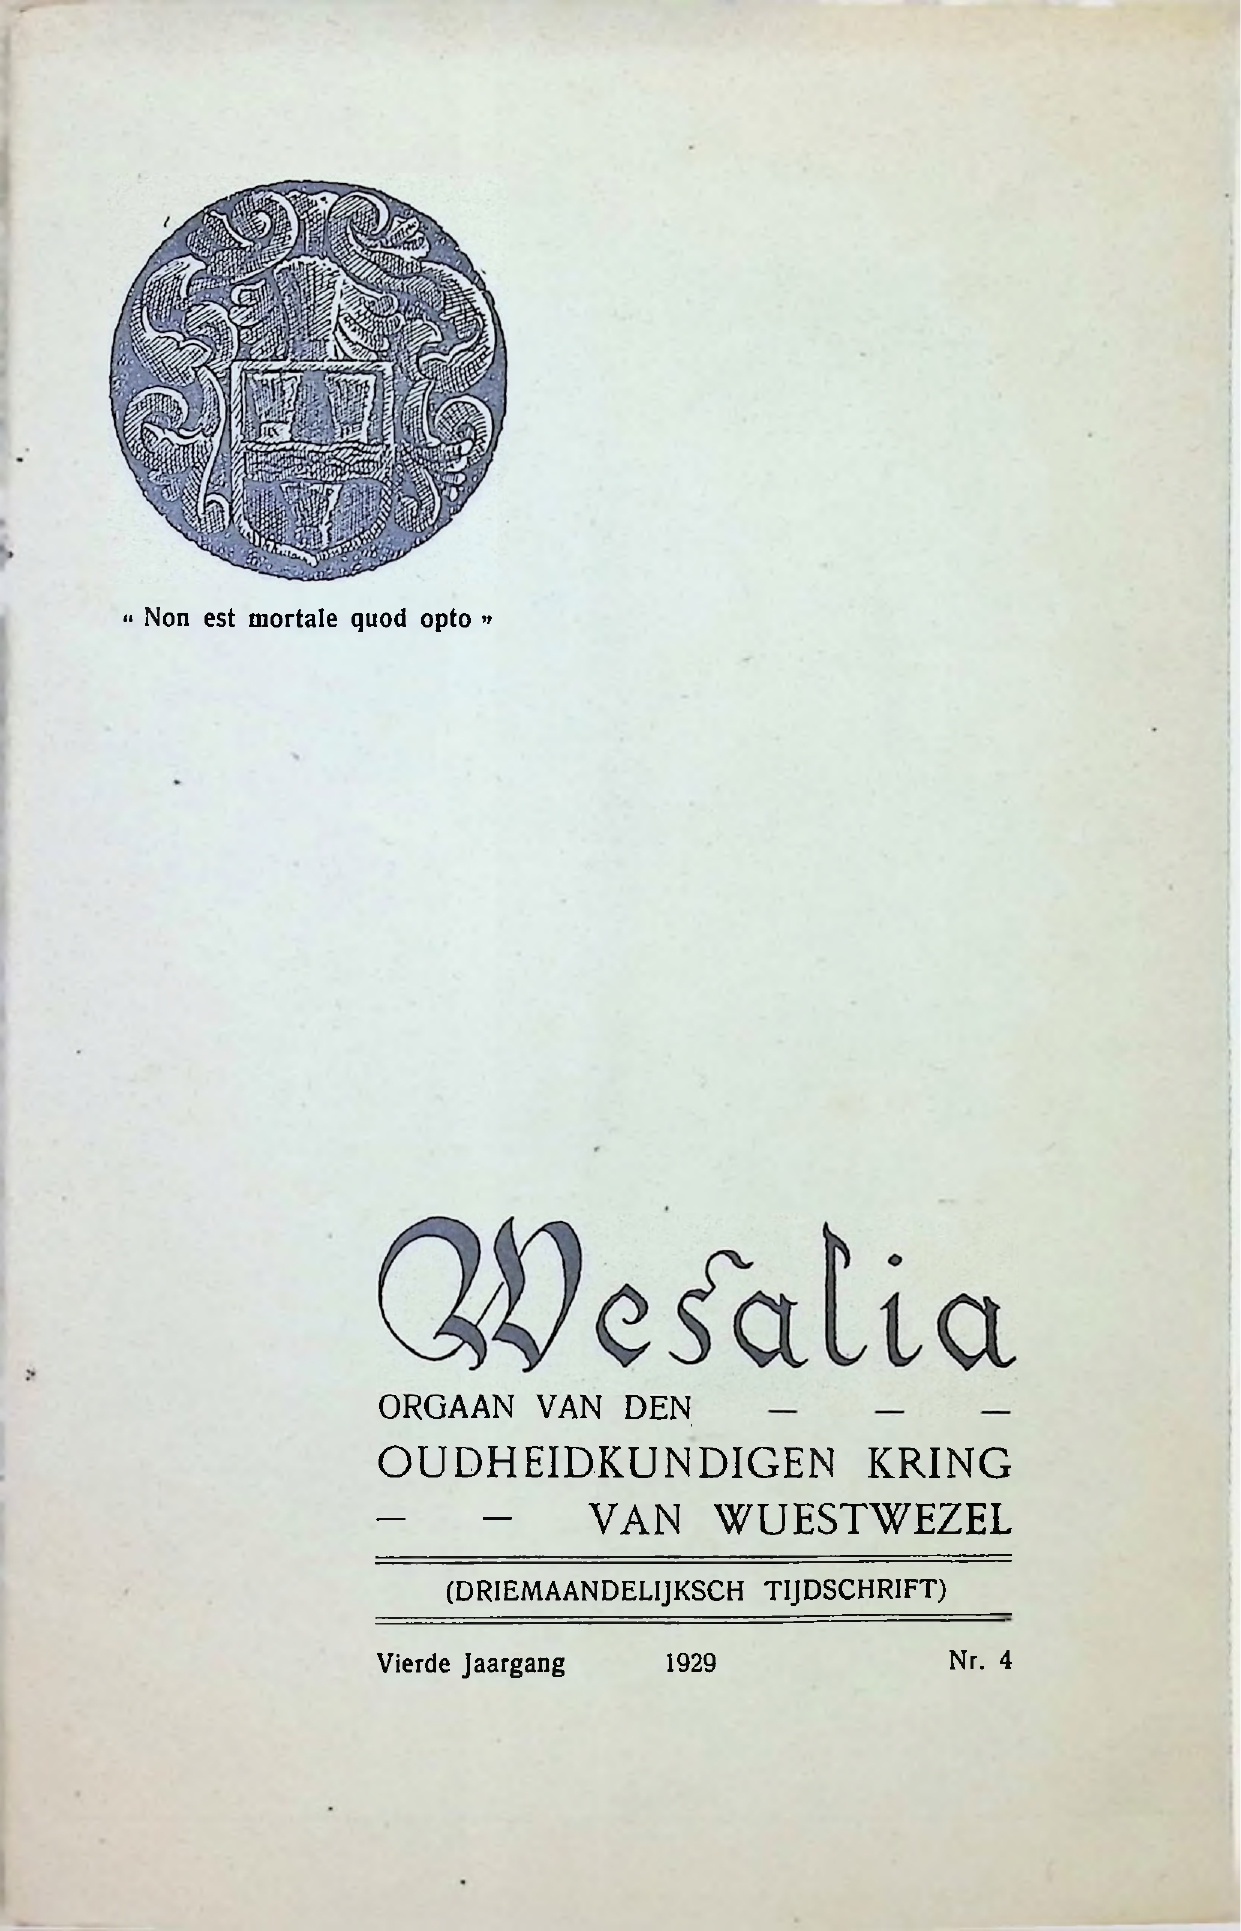 “ Non est mortale quod opto ”
Wesalia
ORGAAN VAN DEN — — —
OUDHEIDKUNDIGEN KRING
— — VAN WUESTWEZEL
(DRIEMAANDELIJKSCH TIJDSCHRIFT)
Vierde Jaargang 1929 Nr. 4